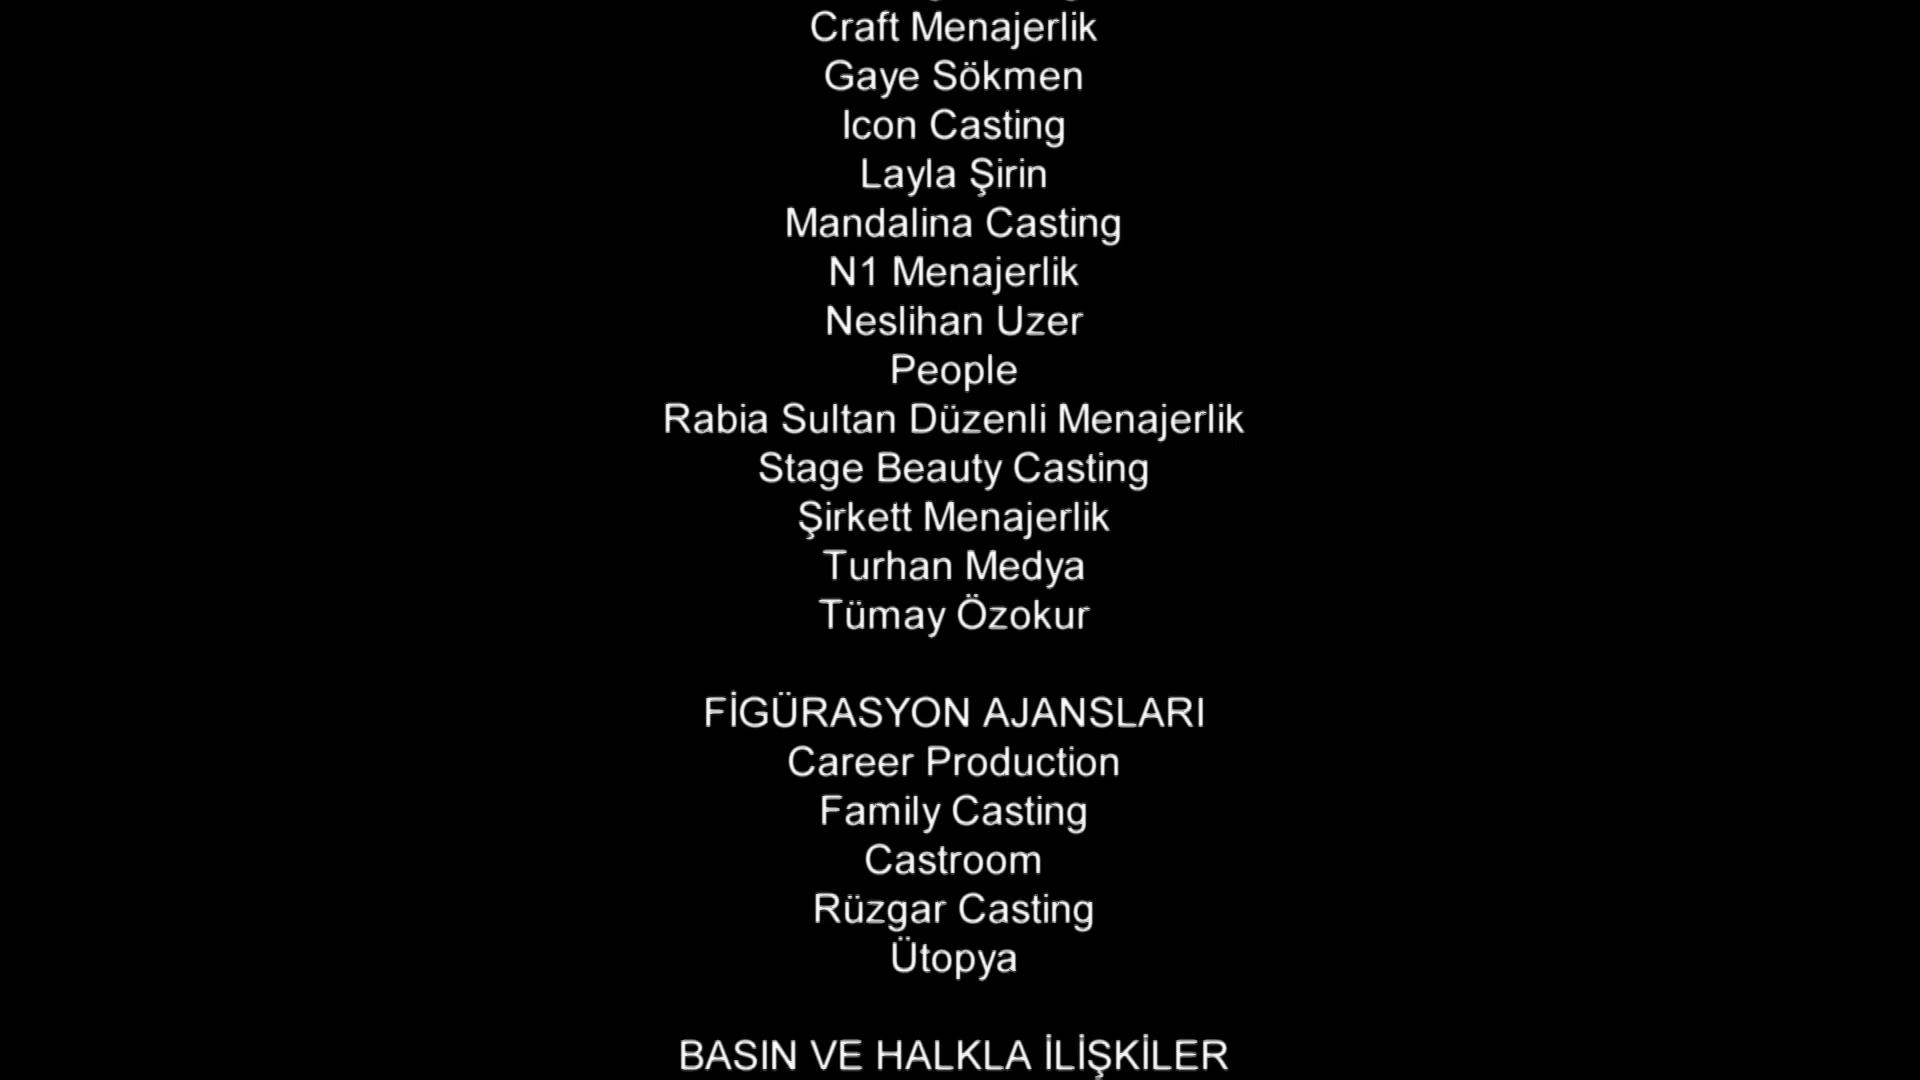 Craft Menajerlik
Gaye Sökmen
Icon Casting
Layla Şirin
Mandalina Casting
N1 Menajerlik
Neslihan Uzer
People
Rabia Sultan Düzenli Menajerlik
Stage Beauty Casting
Şirkett Menajerlik
Turhan Medya
Tümay Özokur
FİGÜRASYON AJANSLARI
Career Production
Family Casting
Castroom
Rüzgar Casting
Ütopya
BASIN VE HALKLA İLİŞKİLER